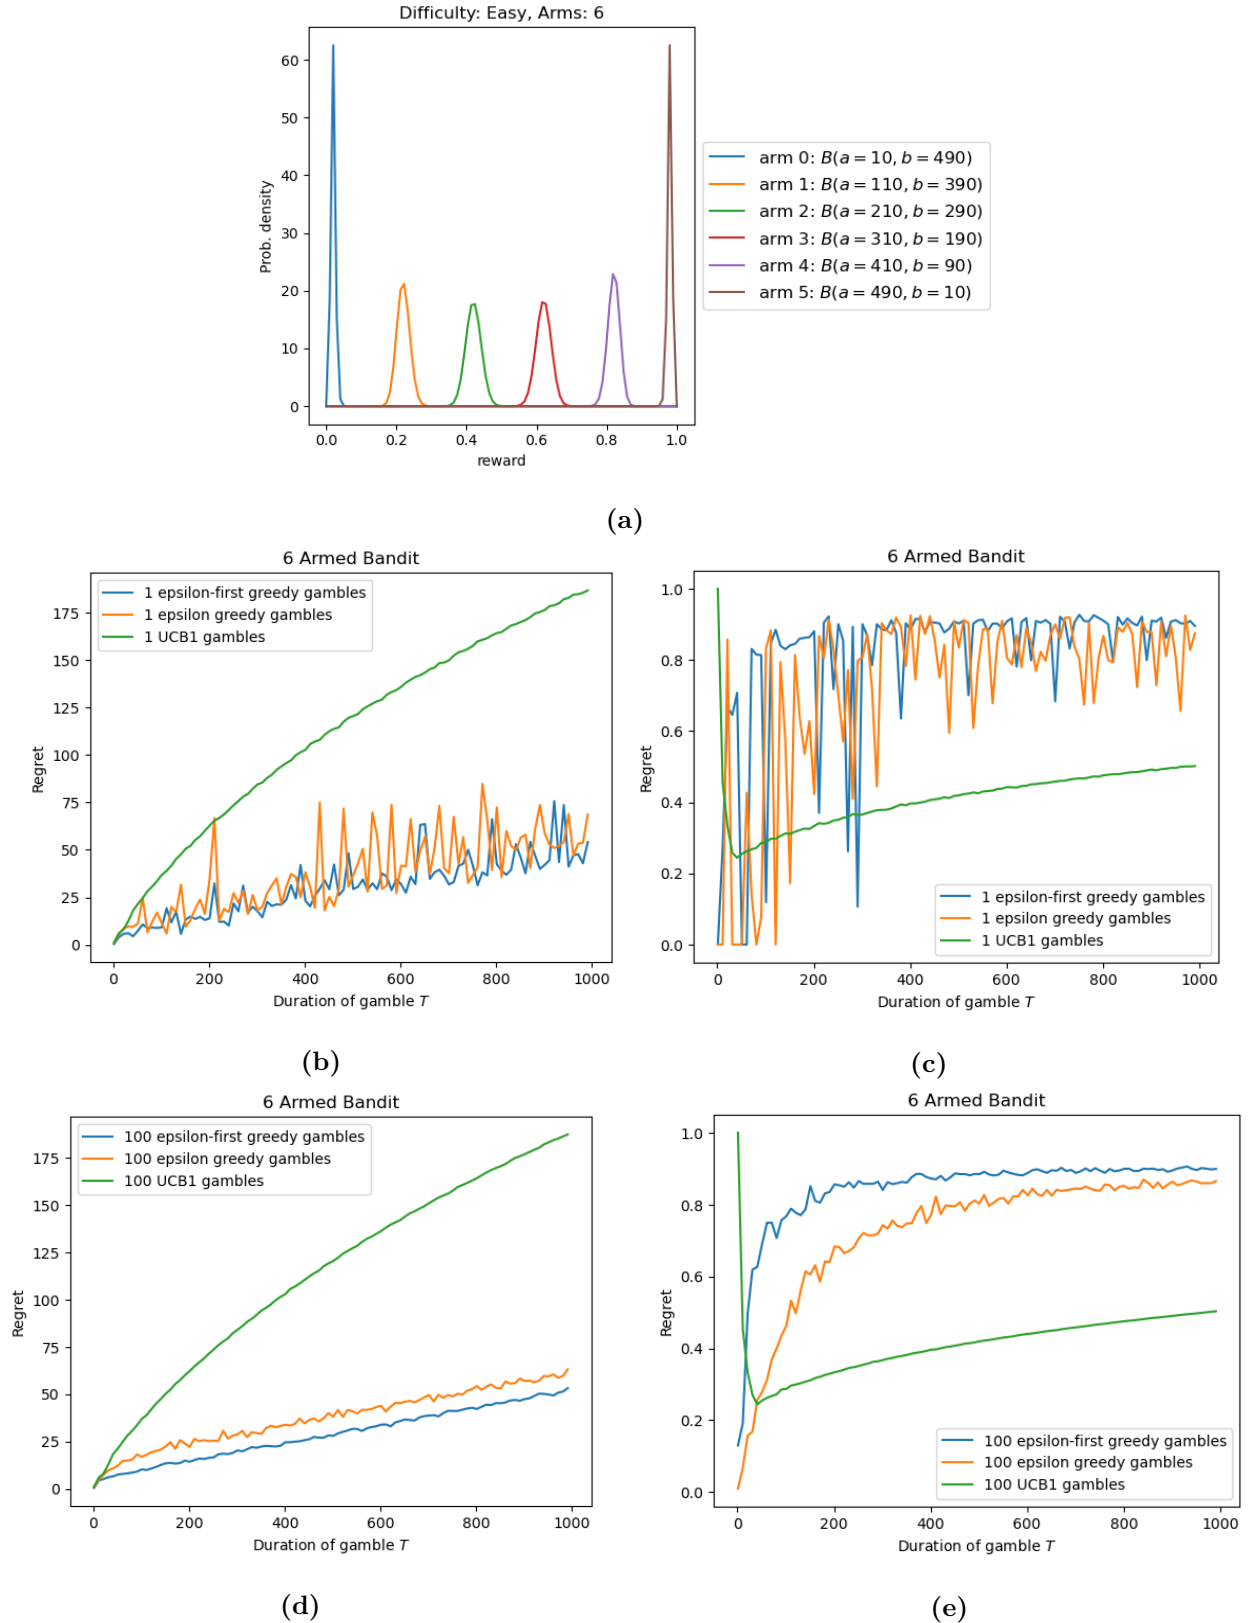 Difficulty: Easy, Arms: 6
60
50
40
30
20
10
0
Prob. density
0.0 0.2 0.4 0.6 0.8 1.0
reward
arm 0: B(a = 10, b = 490)
arm 1: B(a = 110, b = 390)
arm 2: B(a = 210, b = 290)
arm 3: B(a = 310, b = 190)
arm 4: B(a = 410, b = 90)
arm 5: B(a = 490, b = 10)
(a)
6 Armed Bandit
1 epsilon-first greedy gambles
1 epsilon greedy gambles
1 UCB1 gambles
175
150
125
100
75
50
25
0
Regret
0 200 400 600 800 1000
Duration of gamble T
(b)
6 Armed Bandit
1.0
0.8
0.6
0.4
0.2
0.0
Regret
1 epsilon-first greedy gambles
1 epsilon greedy gambles
1 UCB1 gambles
0 200 400 600 800 1000
Duration of gamble T
(c)
6 Armed Bandit
100 epsilon-first greedy gambles
100 epsilon greedy gambles
100 UCB1 gambles
175
150
125
100
75
50
25
0
Regret
0 200 400 600 800 1000
Duration of gamble T
(d)
6 Armed Bandit
1.0
0.8
0.6
0.4
0.2
0.0
Regret
100 epsilon-first greedy gambles
100 epsilon greedy gambles
100 UCB1 gambles
0 200 400 600 800 1000
Duration of gamble T
(e)